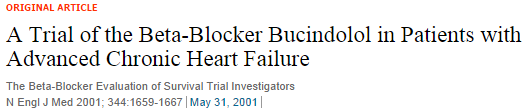 ORIGINAL ARTICLE
A Trial of the Beta-Blocker Bucindolol in Patients with
Advanced Chronic Heart Failure
The Beta-Blocker Evaluation of Survival Trial Investigators
N Engl J Med 2001; 344:1659-1667 | May 31, 2001 |